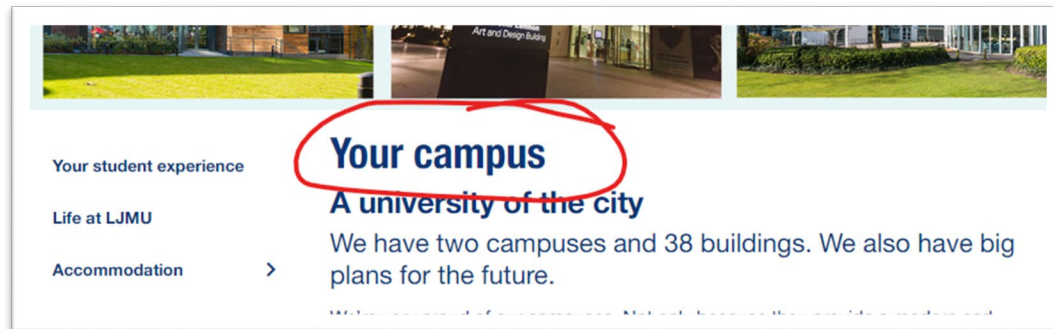 Art and Design Building
Your student experience
Life at LJMU
Accommodation
Your campus
A university of the city
We have two campuses and 38 buildings. We also have big
plans for the future.